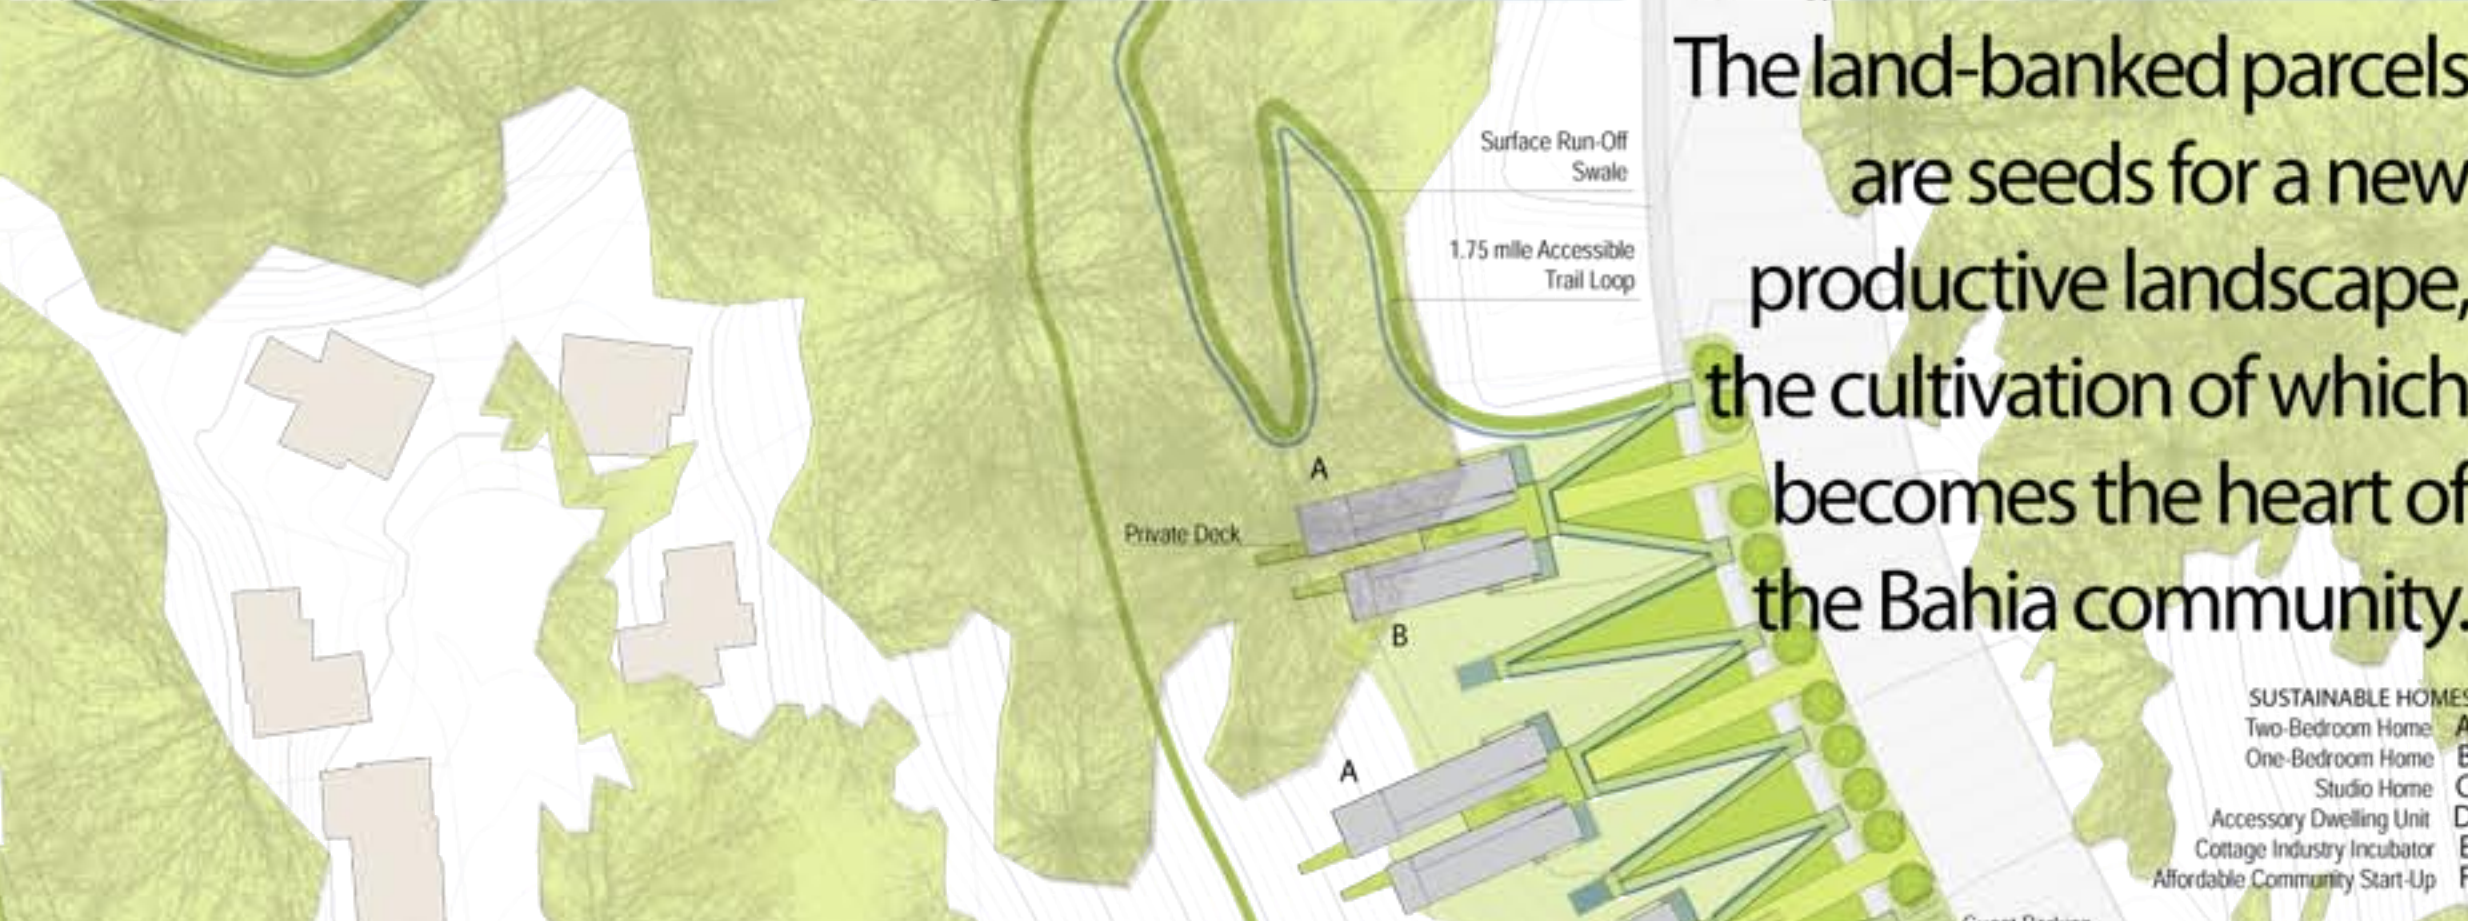 The land-banked parcels
are seeds for a new
productive landscape,
the cultivation of which
becomes the heart of
the Bahia community.
Surface Run-Off
Swale
1.75 mile Accessible
Trail Loop
A
Private Deck
B
A
SUSTAINABLE HOMES
Two-Bedroom Home A
One-Bedroom Home B
Studio Home C
Accessory Dwelling Unit D
Cottage Industry Incubator E
Affordable Community Start-Up F